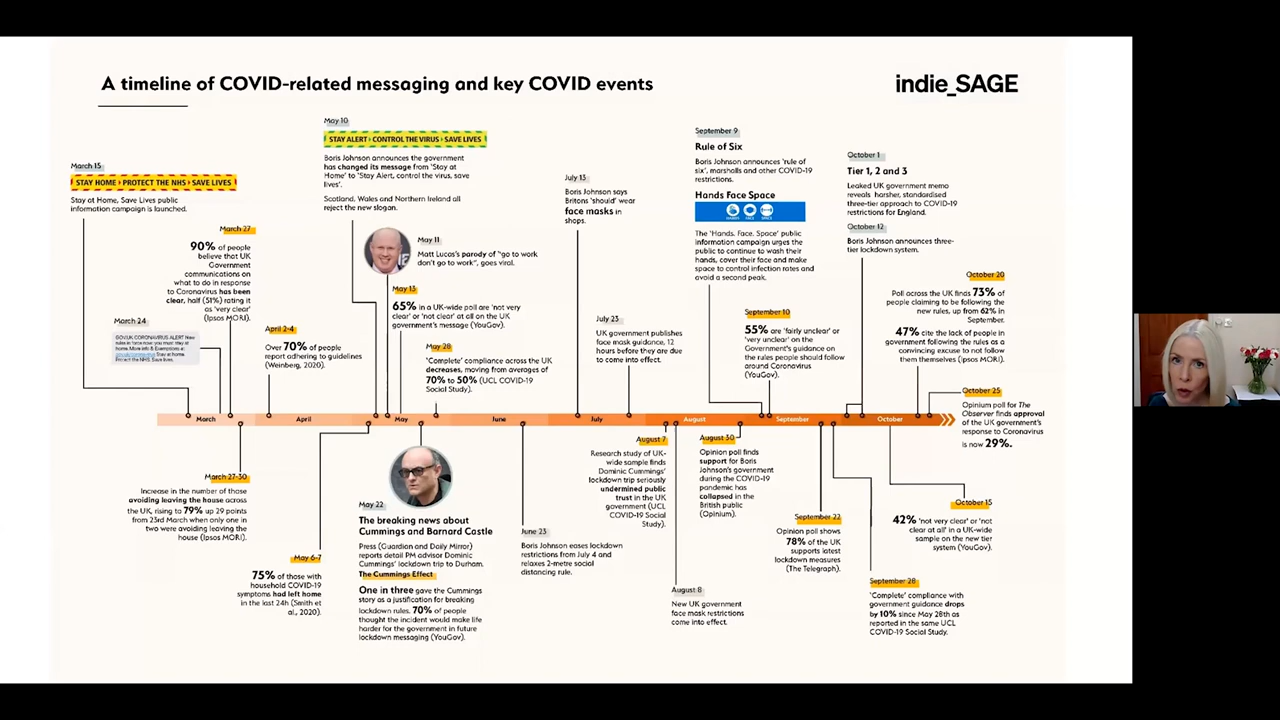 A timeline of COVID-related messaging and key COVID events
indie_SAGE
March 15
STAY HOME › PROTECT THE NHS › SAVE LIVES
Stay at Home, Save Lives public
information campaign is launched.
March 27
90% of people
believe that UK
Government
communications on
what to do in response
to Coronavirus has been
clear, half (51%) rating it
as 'very clear'
(Ipsos MORI).
March 24
GOV.UK CORONAVIRUS ALERT New
rules in force now: you must stay at
home. More info & Exemptions at
Stay at home.
Protect the NHS. Save lives.
April 2-4
Over 70% of people
report adhering to guidelines
(Weinberg, 2020).
May 10
STAY ALERT › CONTROL THE VIRUS › SAVE LIVES
Boris Johnson announces the government
has changed its message from 'Stay at
Home' to 'Stay Alert, control the virus, save
lives'.
Scotland, Wales and Northern Ireland all
reject the new slogan.
May 11
Matt Lucas's parody of "go to work
don't go to work", goes viral.
May 13
65% in a UK-wide poll are 'not very
clear' or 'not clear' at all on the UK
government's message (YouGov).
May 28
'Complete' compliance across the UK
decreases, moving from averages of
70% to 50% (UCL COVID-19
Social Study).
July 13
Boris Johnson says
Britons 'should' wear
face masks in
shops.
July 23
UK government publishes
face mask guidance, 12
hours before they are due
to come into effect.
September 9
Rule of Six
Boris Johnson announces 'rule of
six', marshalls and other COVID-19
restrictions.
Hands Face Space
HANDS FACE SPACE
The 'Hands. Face. Space' public
information campaign urges the
public to continue to wash their
hands, cover their face and make
space to control infection rates and
avoid a second peak.
September 10
55% are 'fairly unclear' or
'very unclear' on the
Government's guidance on
the rules people should follow
around Coronavirus
(YouGov).
October 1
Tier 1, 2 and 3
Leaked UK government memo
reveals harsher, standardised
three-tier approach to COVID-19
restrictions for England.
October 12
Boris Johnson announces three-
tier lockdown system.
October 20
Poll across the UK finds 73% of
people claiming to be following the
new rules, up from 62% in
September.
47% cite the lack of people in
government following the rules as a
convincing excuse to not follow
them themselves (Ipsos MORI).
October 25
Opinium poll for The
Observer finds approval
of the UK government's
response to Coronavirus
is now 29%.
March April May June July August September October
March 27-30
Increase in the number of those
avoiding leaving the house across
the UK, rising to 79% up 29 points
from 23rd March when only one in
two were avoiding leaving the
house (Ipsos MORI).
May 6-7
75% of those with
household COVID-19
symptoms had left home
in the last 24h (Smith et
al., 2020).
May 22
The breaking news about
Cummings and Barnard Castle
Press (Guardian and Daily Mirror)
reports detail PM advisor Dominic
Cummings' lockdown trip to Durham.
The Cummings Effect
One in three gave the Cummings
story as a justification for breaking
lockdown rules. 70% of people
thought the incident would make life
harder for the government in future
lockdown messaging (YouGov).
June 23
Boris Johnson eases lockdown
restrictions from July 4 and
relaxes 2-metre social
distancing rule.
August 7
Research study of UK-
wide sample finds
Dominic Cummings'
lockdown trip seriously
undermined public
trust in the UK
government (UCL
COVID-19 Social
Study).
August 8
New UK government
face mask restrictions
come into effect.
August 30
Opinion poll finds
support for Boris
Johnson's government
during the COVID-19
pandemic has
collapsed in the
British public
(Opinium).
September 22
Opinion poll shows
78% of the UK
supports latest
lockdown measures
(The Telegraph).
September 28
'Complete' compliance with
government guidance drops
by 10% since May 28th as
reported in the same UCL
COVID-19 Social Study.
October 15
42% 'not very clear' or 'not
clear at all' in a UK-wide
sample on the new tier
system (YouGov).